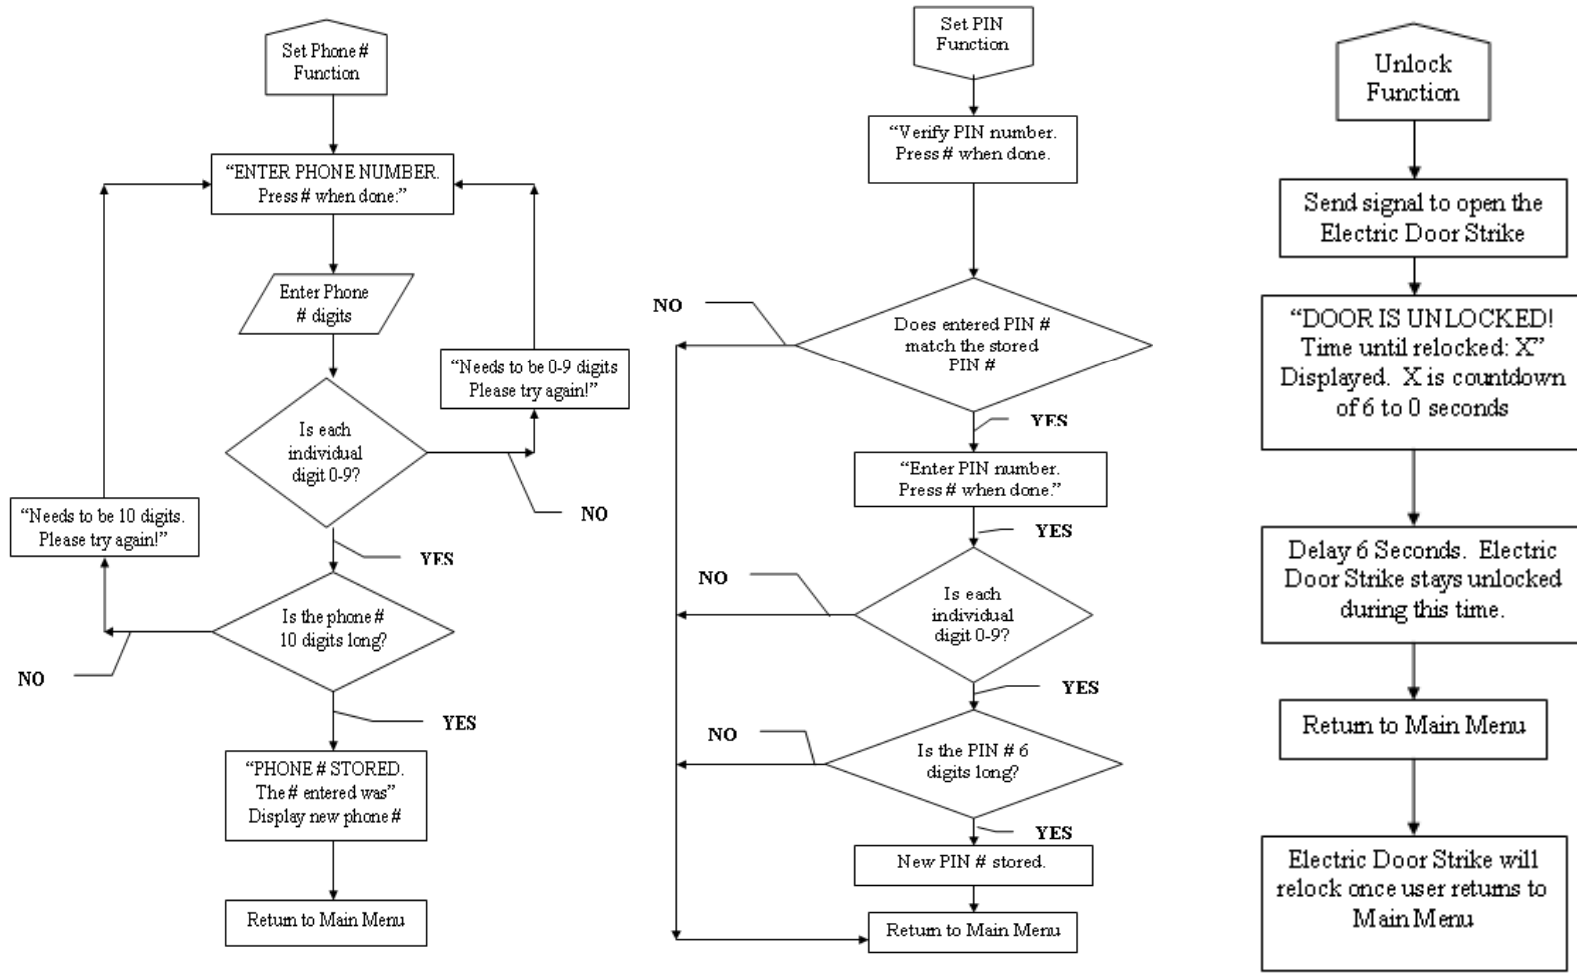 Set Phone #
Function
“ENTER PHONE NUMBER.
Press # when done:”
Enter Phone
# digits
“Needs to be 0-9 digits
Please try again!”
Is each
individual
digit 0-9?
NO
“Needs to be 10 digits.
Please try again!”
YES
Is the phone #
10 digits long?
NO
YES
“PHONE # STORED.
The # entered was”
Display new phone #
Return to Main Menu
Set PIN
Function
“Verify PIN number.
Press # when done.
NO
Does entered PIN #
match the stored
PIN #
YES
“Enter PIN number.
Press # when done.”
YES
NO
Is each
individual
digit 0-9?
YES
NO
Is the PIN # 6
digits long?
YES
New PIN # stored.
Return to Main Menu
Unlock
Function
Send signal to open the
Electric Door Strike
“DOOR IS UNLOCKED!
Time until relocked: X”
Displayed. X is countdown
of 6 to 0 seconds
Delay 6 Seconds. Electric
Door Strike stays unlocked
during this time.
Return to Main Menu
Electric Door Strike will
relock once user returns to
Main Menu